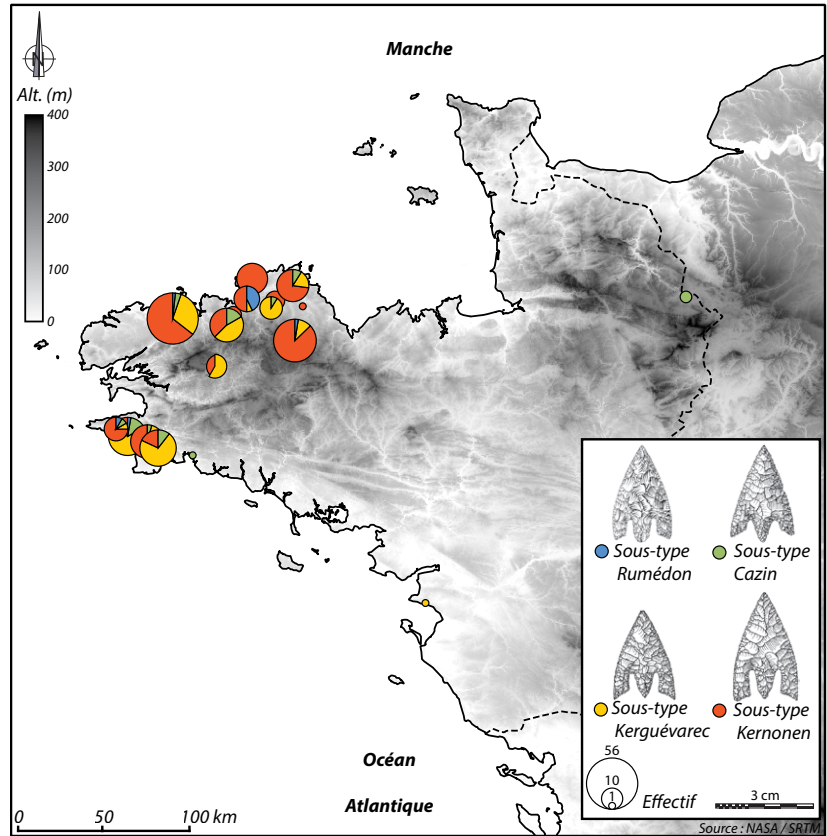 Manche
N
Alt. (m)
400
300
200
100
0
Sous-type
Rumédon
Sous-type
Cazin
Sous-type
Kerguévarec
Sous-type
Kernonen
56
10
1
Effectif
3 cm
Océan
Atlantique
0 50 100 km
Source : NASA / SRTM